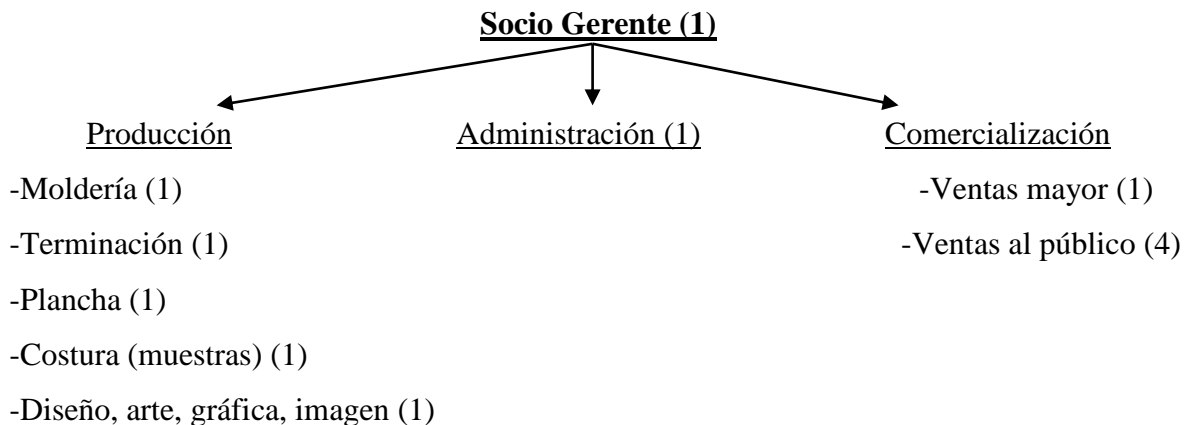 Socio Gerente (1)
Producción Administración (1) Comercialización
-Moldería (1) -Ventas mayor (1)
-Terminación (1) -Ventas al público (4)
-Plancha (1)
-Costura (muestras) (1)
-Diseño, arte, gráfica, imagen (1)